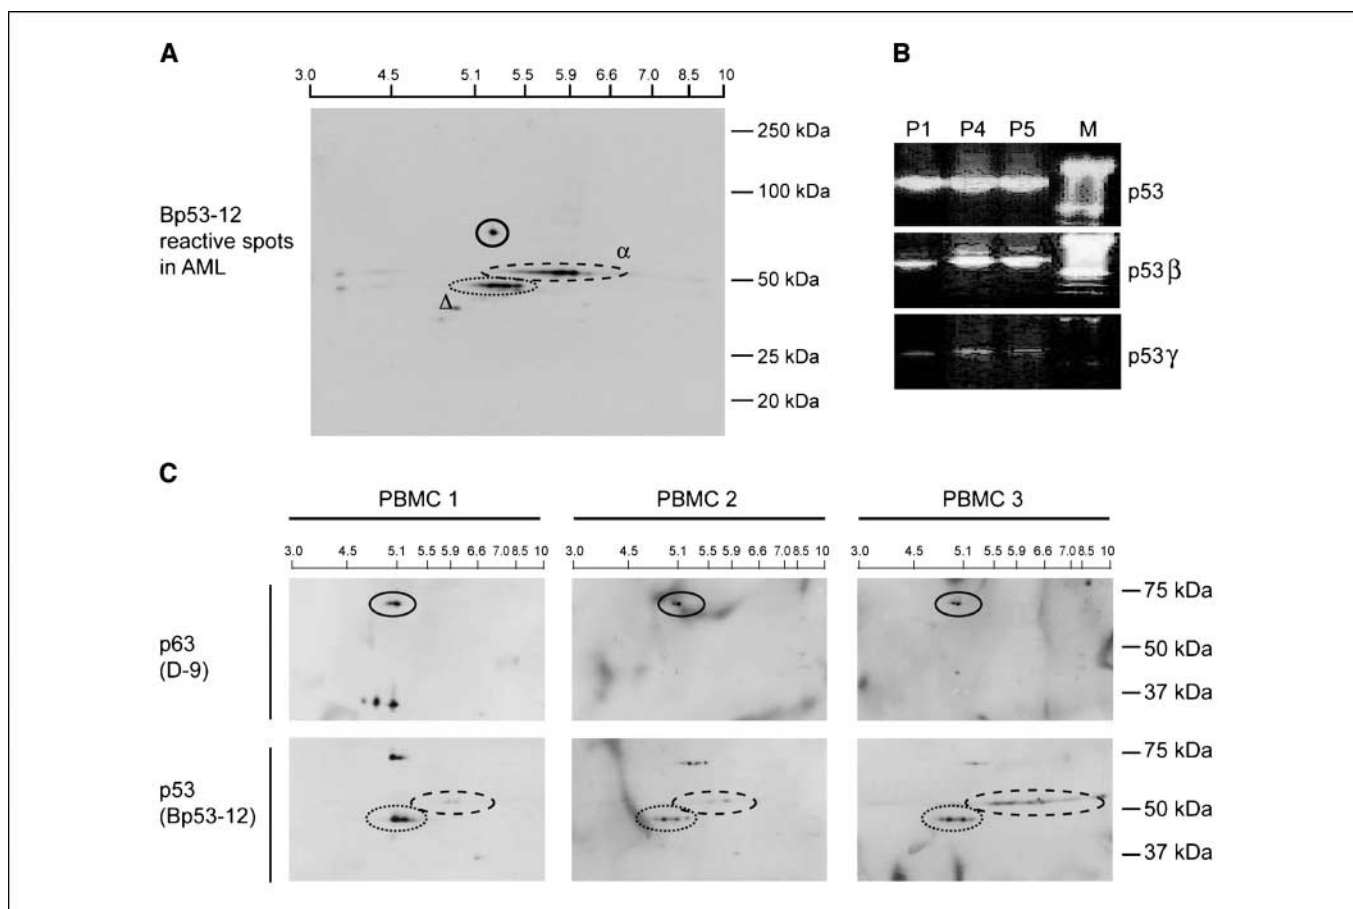 A
3.0 4.5 5.1 5.5 5.9 6.6 7.0 8.5 10
250 kDa
100 kDa
Bp53-12
reactive spots
in AML
α
50 kDa
Δ
25 kDa
20 kDa
B
P1 P4 P5 M
p53
p53β
p53γ
C
PBMC 1 PBMC 2 PBMC 3
3.0 4.5 5.1 5.5 5.9 6.6 7.0 8.5 10 3.0 4.5 5.1 5.5 5.9 6.6 7.0 8.5 10 3.0 4.5 5.1 5.5 5.9 6.6 7.0 8.5 10
p63
(D-9)
75 kDa
50 kDa
37 kDa
p53
(Bp53-12)
75 kDa
50 kDa
37 kDa